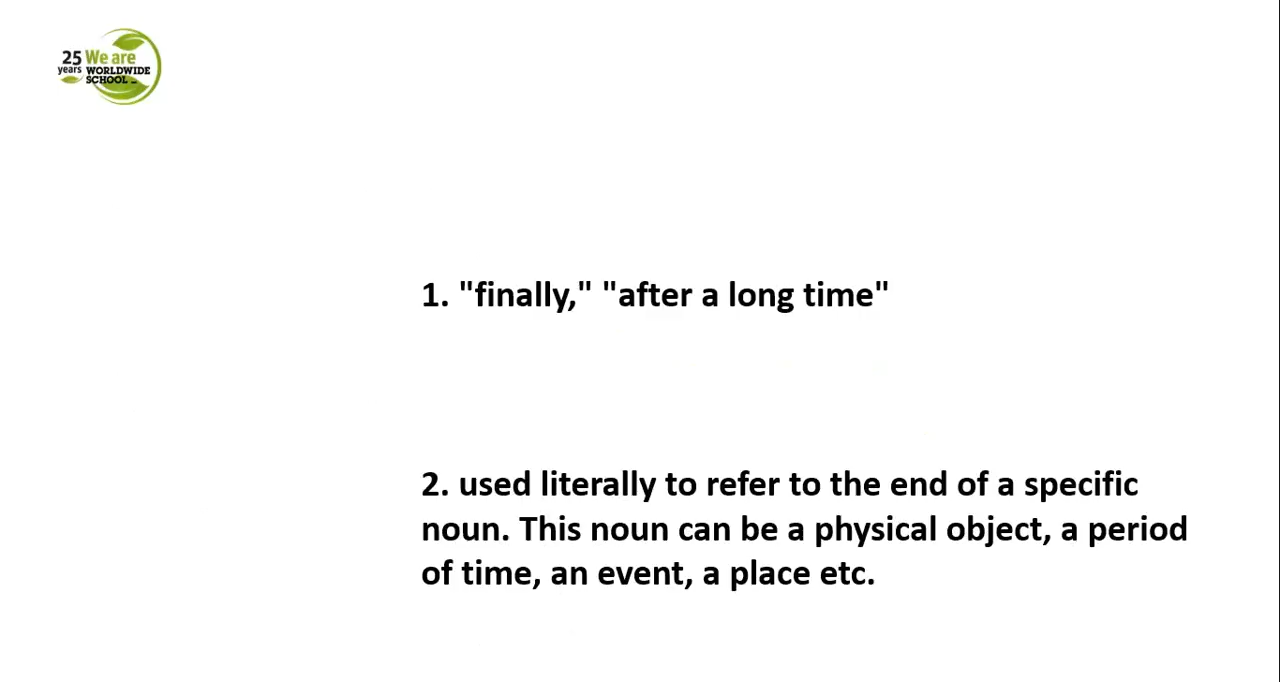 25 We are
years WORLDWIDE
SCHOOL
1. "finally," "after a long time"
2. used literally to refer to the end of a specific
noun. This noun can be a physical object, a period
of time, an event, a place etc.